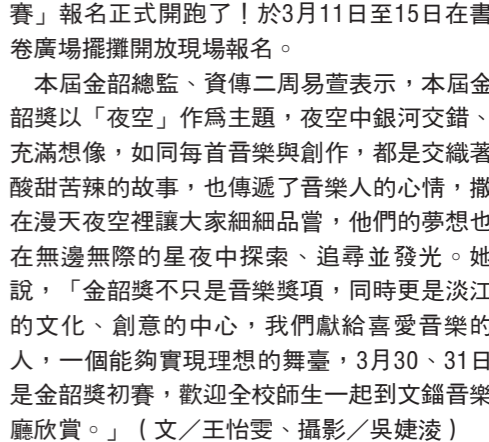 賽」報名正式開跑了！於3月11日至15日在書
卷廣場擺攤開放現場報名。
本屆金韶總監、資傳二周易萱表示，本屆金
韶獎以「夜空」作為主題，夜空中銀河交錯、
充滿想像，如同每首音樂與創作，都是交織著
酸甜苦辣的故事，也傳遞了音樂人的心情，撒
在漫天夜空裡讓大家細細品嘗，他們的夢想也
在無邊無際的星夜中探索、追尋並發光。她
說，「金韶獎不只是音樂獎項，同時更是淡江
的文化、創意的中心，我們獻給喜愛音樂的
人，一個能夠實現理想的舞臺，3月30、31日
是金韶獎初賽，歡迎全校師生一起到文錙音樂
廳欣賞。」（文／王怡雯、攝影／吳婕淩）